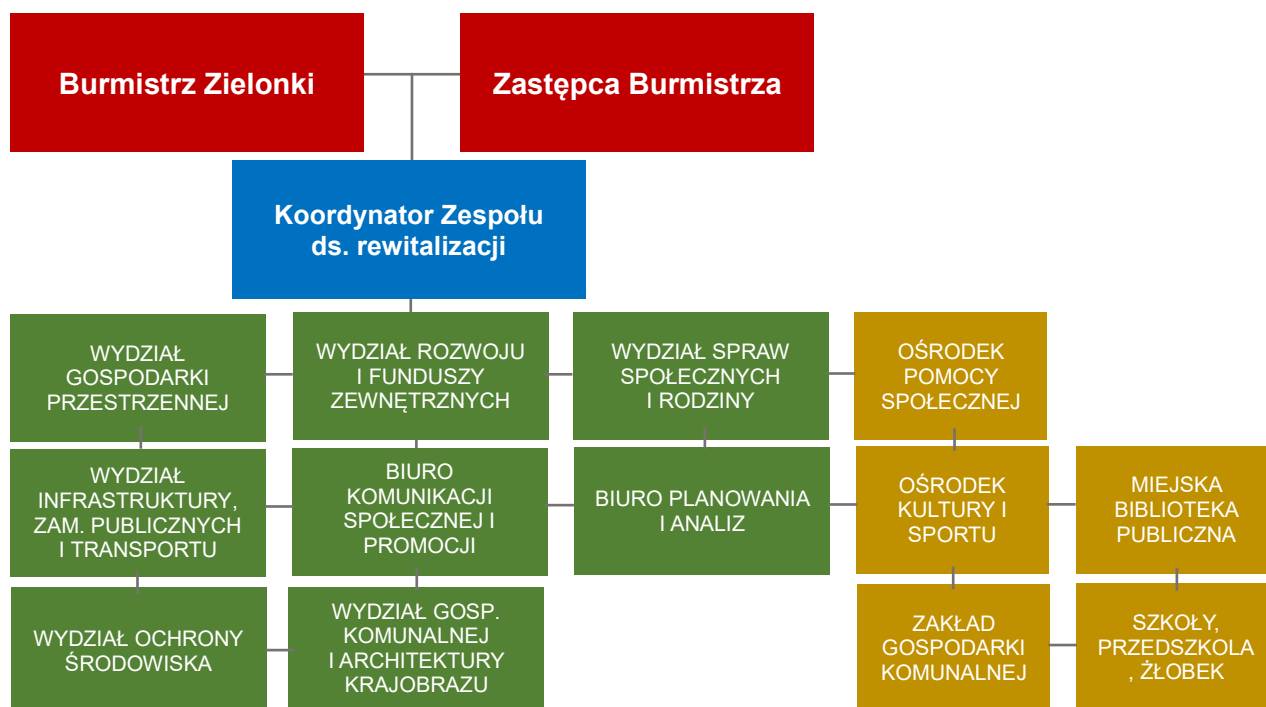 Burmistrz Zielonki
Zastępca Burmistrza
Koordynator Zespołu
ds. rewitalizacji
WYDZIAŁ
GOSPODARKI
PRZESTRZENNEJ
WYDZIAŁ ROZWOJU
I FUNDUSZY
ZEWNĘTRZNYCH
WYDZIAŁ SPRAW
SPOŁECZNYCH
I RODZINY
OŚRODEK
POMOCY
SPOŁECZNEJ
WYDZIAŁ
INFRASTRUKTURY,
ZAM. PUBLICZNYCH
I TRANSPORTU
BIURO
KOMUNIKACJI
SPOŁECZNEJ I
PROMOCJI
BIURO PLANOWANIA
I ANALIZ
OŚRODEK
KULTURY I
SPORTU
MIEJSKA
BIBLIOTEKA
PUBLICZNA
WYDZIAŁ OCHRONY
ŚRODOWISKA
WYDZIAŁ GOSP.
KOMUNALNEJ
I ARCHITEKTURY
KRAJOBRAZU
ZAKŁAD
GOSPODARKI
KOMUNALNEJ
SZKOŁY,
PRZEDSZKOLA
, ŻŁOBEK